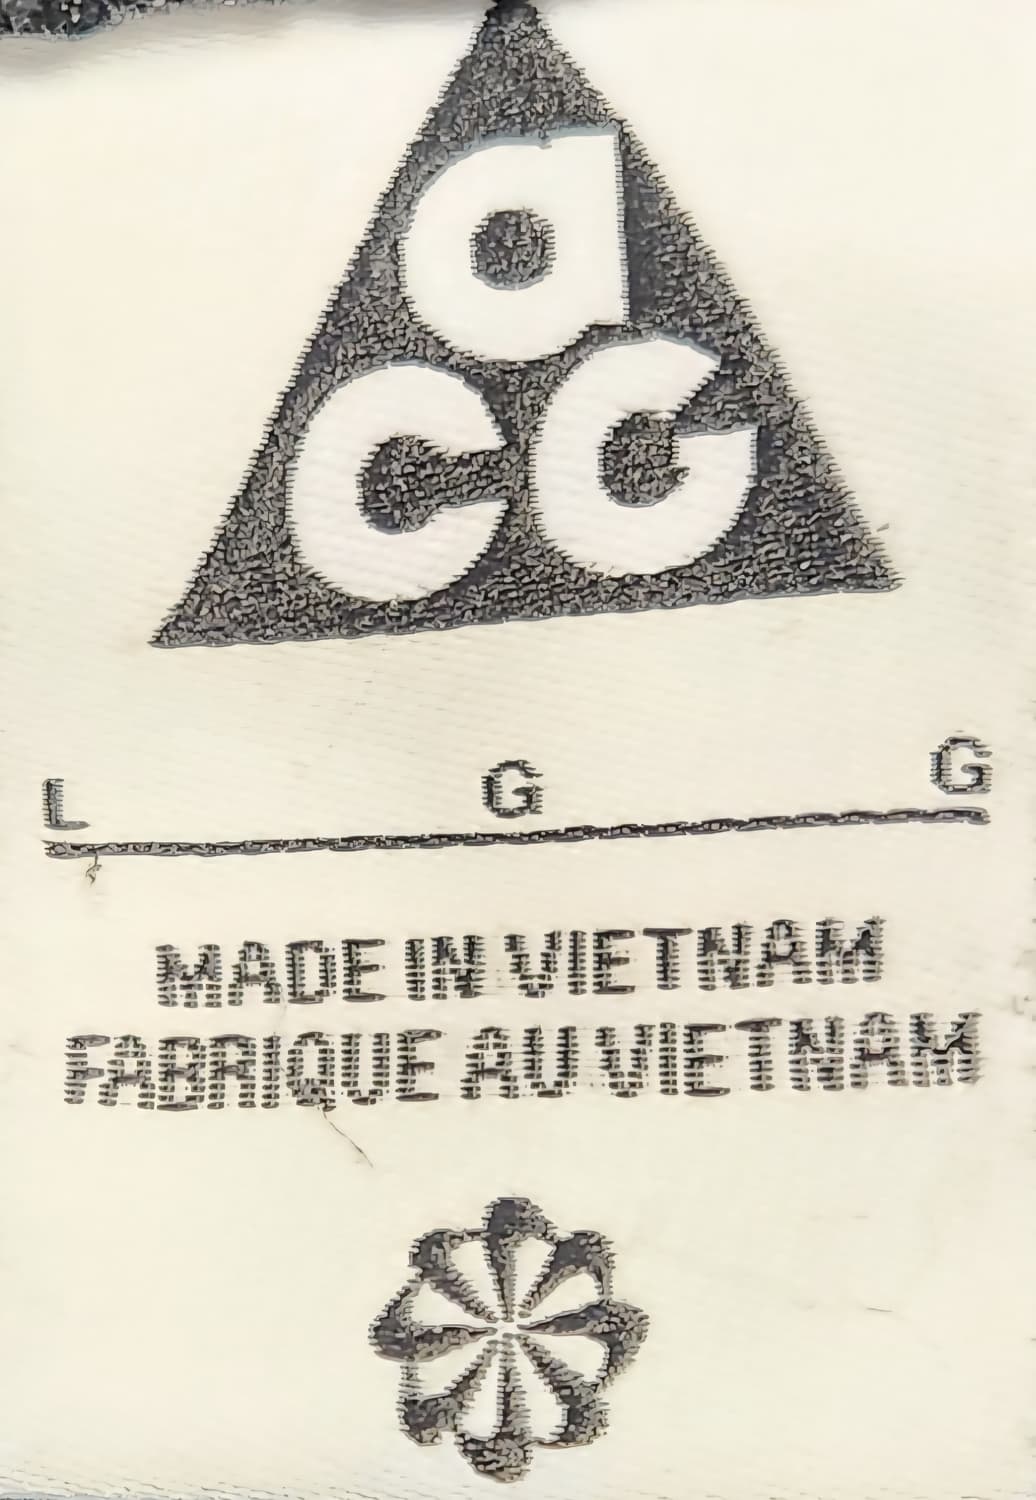 acg
L G G
MADE IN VIETNAM
FABRIQUE AU VIETNAM